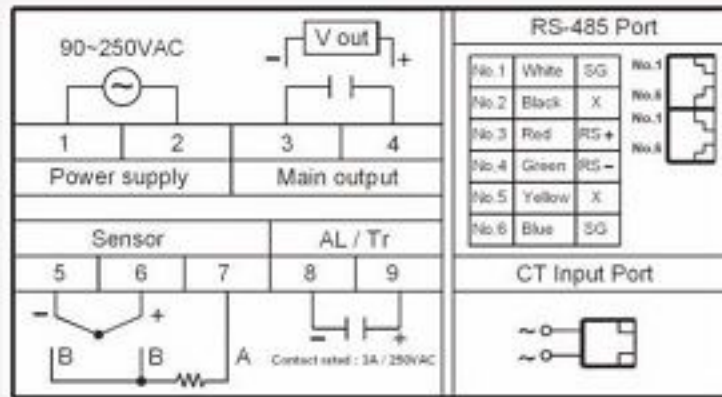 90~250VAC
V out
− +
1 2 3 4
Power supply Main output
Sensor AL / Tr
5 6 7 8 9
− +
B B A
− +
Contact rated : 3A / 250VAC
RS-485 Port
No.1 White SG
No.2 Black X
No.3 Red RS+
No.4 Green RS−
No.5 Yellow X
No.6 Blue SG
No.1
No.6
No.1
No.6
CT Input Port